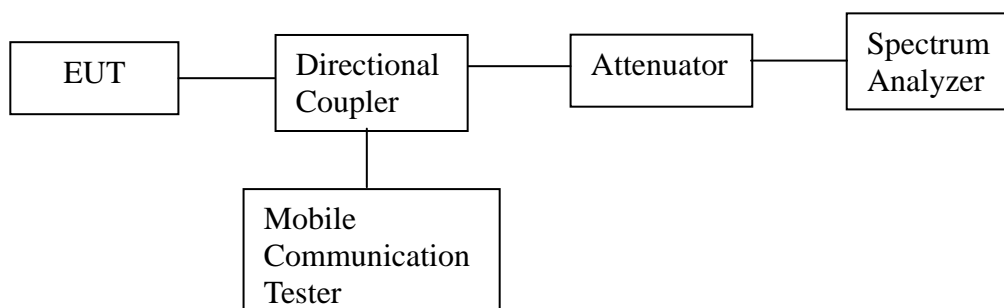 EUT
Directional
Coupler
Attenuator
Spectrum
Analyzer
Mobile
Communication
Tester